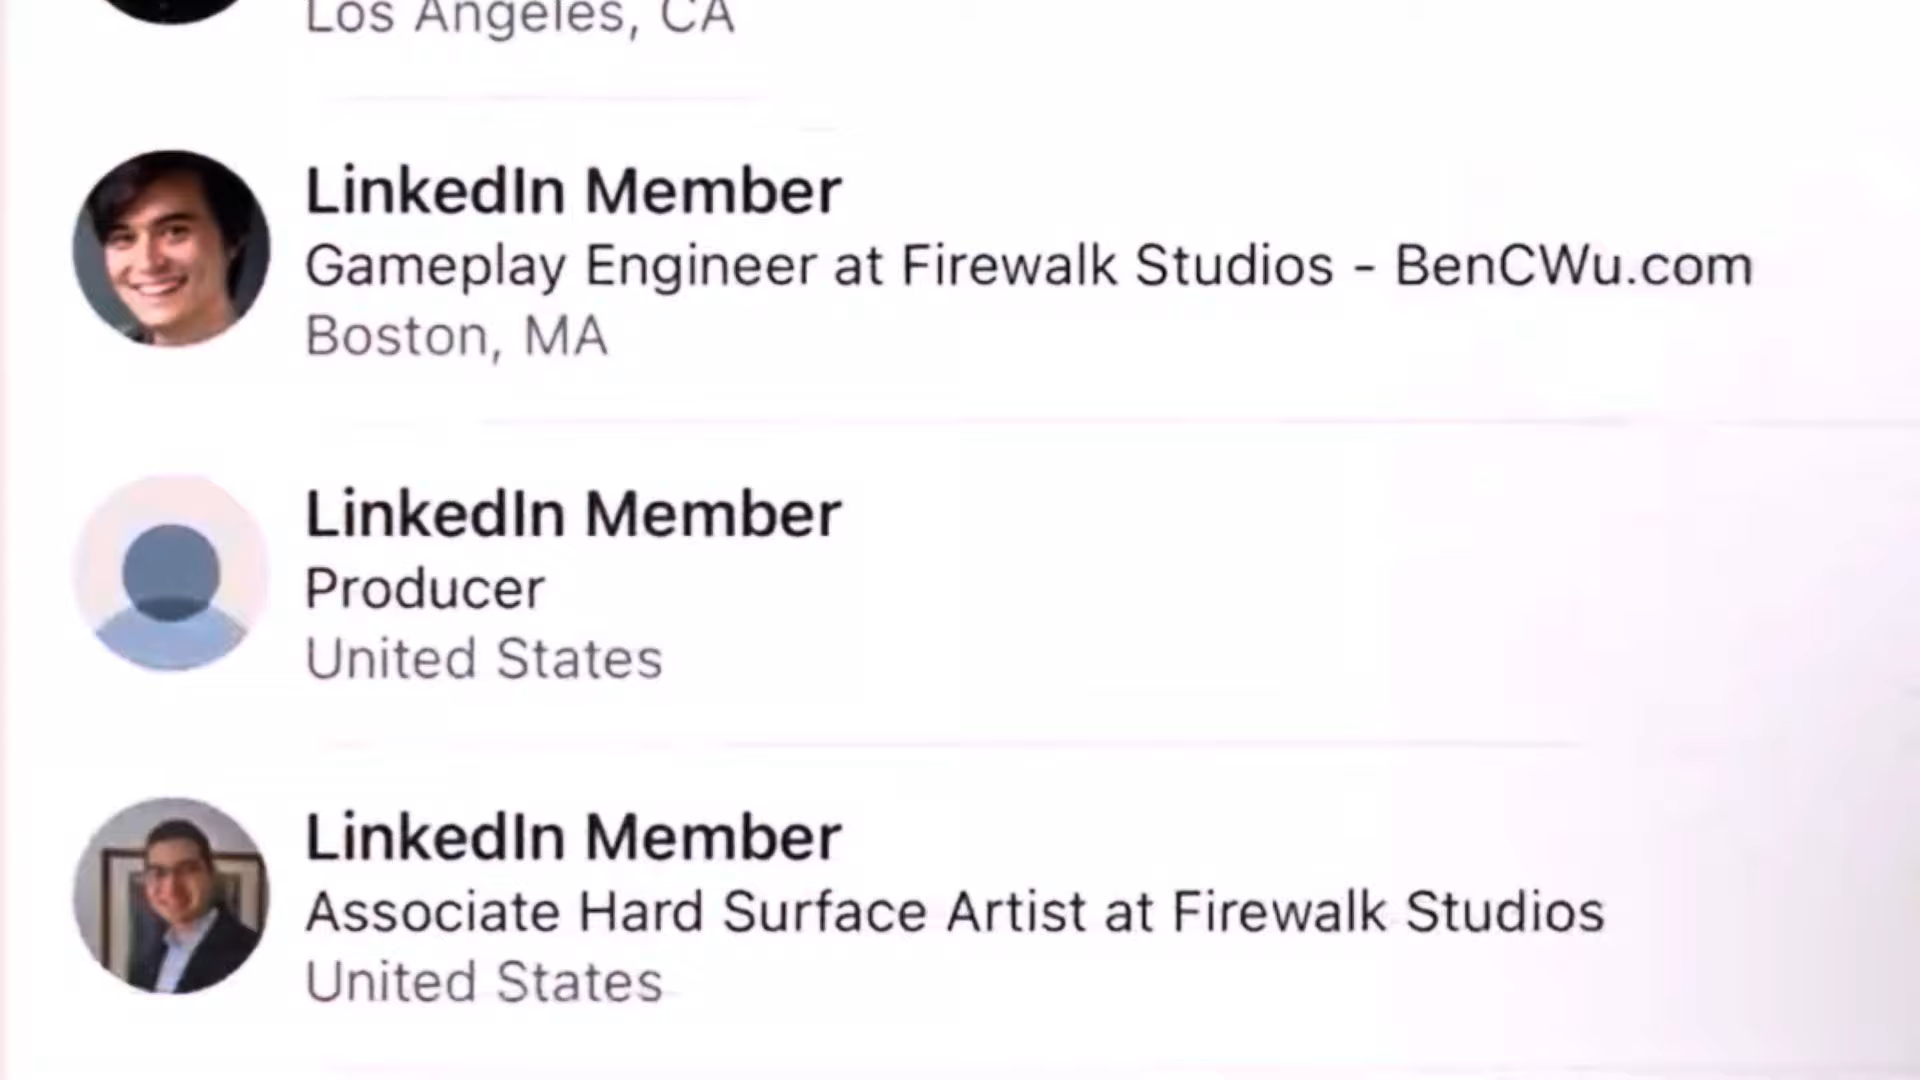 Los Angeles, CA
LinkedIn Member
Gameplay Engineer at Firewalk Studios - BenCWu.com
Boston, MA
LinkedIn Member
Producer
United States
LinkedIn Member
Associate Hard Surface Artist at Firewalk Studios
United States